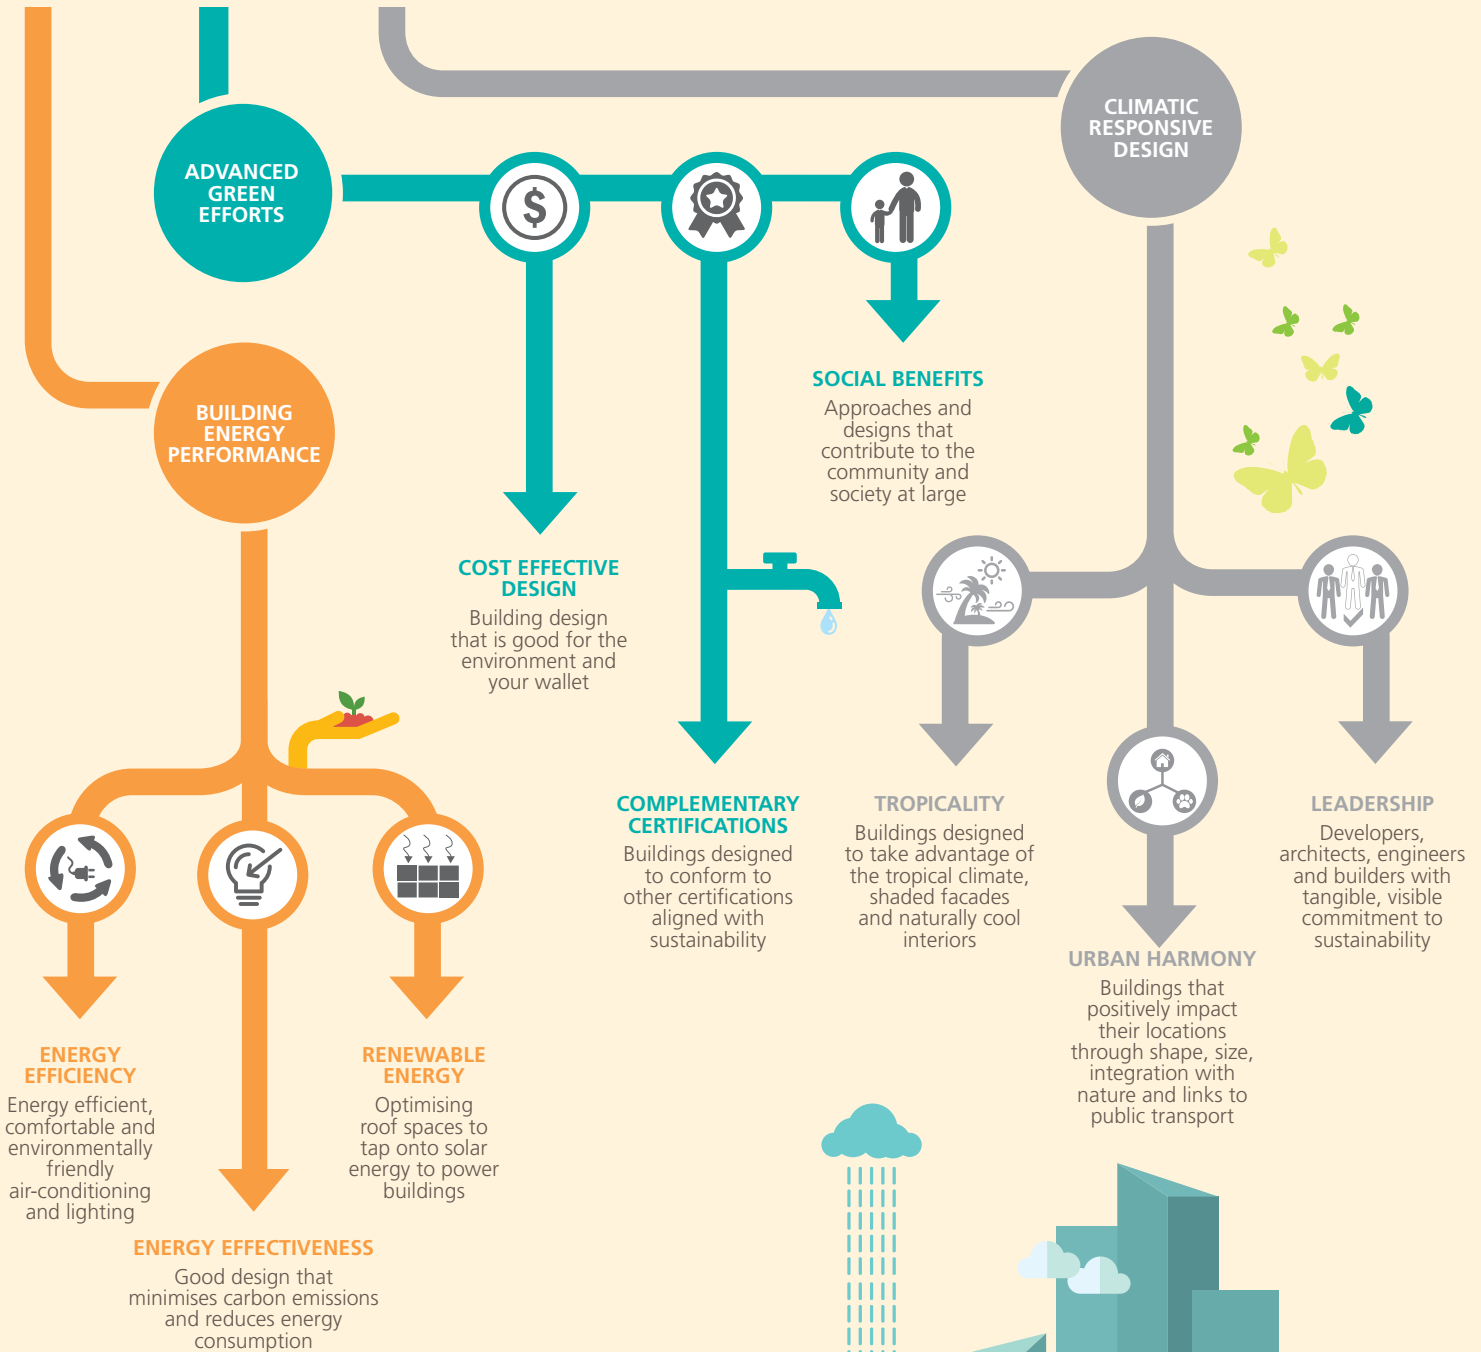 CLIMATIC
RESPONSIVE
DESIGN
ADVANCED
GREEN
EFFORTS
$
SOCIAL BENEFITS
Approaches and
designs that
contribute to the
community and
society at large
BUILDING
ENERGY
PERFORMANCE
COST EFFECTIVE
DESIGN
Building design
that is good for the
environment and
your wallet
COMPLEMENTARY
CERTIFICATIONS
Buildings designed
to conform to
other certifications
aligned with
sustainability
TROPICALITY
Buildings designed
to take advantage of
the tropical climate,
shaded facades
and naturally cool
interiors
LEADERSHIP
Developers,
architects, engineers
and builders with
tangible, visible
commitment to
sustainability
URBAN HARMONY
Buildings that
positively impact
their locations
through shape, size,
integration with
nature and links to
public transport
ENERGY
EFFICIENCY
Energy efficient,
comfortable and
environmentally
friendly
air-conditioning
and lighting
RENEWABLE
ENERGY
Optimising
roof spaces to
tap onto solar
energy to power
buildings
ENERGY EFFECTIVENESS
Good design that
minimises carbon emissions
and reduces energy
consumption